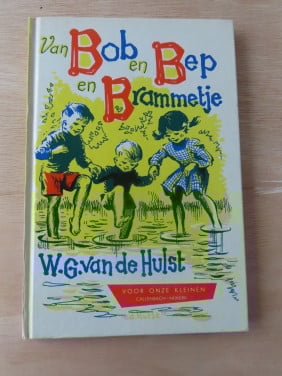 Van Bob en Bep
en Brammetje
W.G. van de Hulst
VOOR ONZE KLEINEN
CALLENBACH - NIJKERK